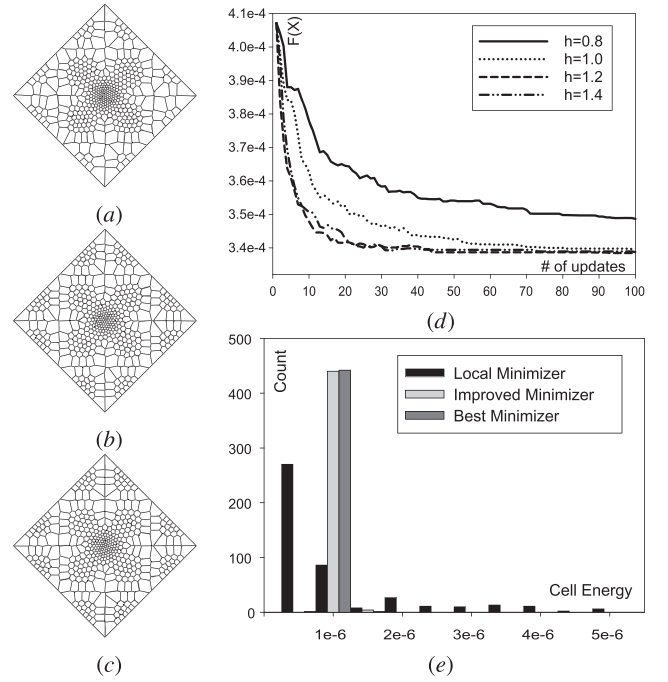 (a)
(b)
(c)
4.1e-4
4.0e-4
3.9e-4
3.8e-4
3.7e-4
3.6e-4
3.5e-4
3.4e-4
F(X)
h=0.8
h=1.0
h=1.2
h=1.4
# of updates
0 10 20 30 40 50 60 70 80 90 100
(d)
500
400
300
200
100
0
Count
Local Minimizer
Improved Minimizer
Best Minimizer
Cell Energy
1e-6 2e-6 3e-6 4e-6 5e-6
(e)